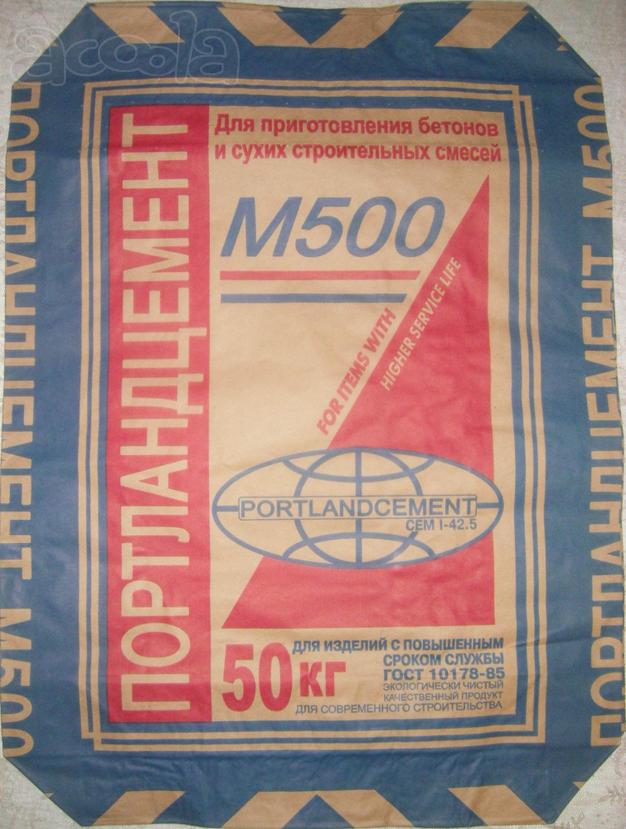 accola
ПОРТЛАНДЦЕМЕНТ М500
ПОРТЛАНДЦЕМЕНТ
Для приготовления бетонов
и сухих строительных смесей
М500
FOR ITEMS WITH
HIGHER SERVICE LIFE
PORTLANDCEMENT
CEM I-42.5
50 кг
ДЛЯ ИЗДЕЛИЙ С ПОВЫШЕННЫМ
СРОКОМ СЛУЖБЫ
ГОСТ 10178-85
ЭКОЛОГИЧЕСКИ ЧИСТЫЙ
КАЧЕСТВЕННЫЙ ПРОДУКТ
ДЛЯ СОВРЕМЕННОГО СТРОИТЕЛЬСТВА
ПОРТЛАНДЦЕМЕНТ М500